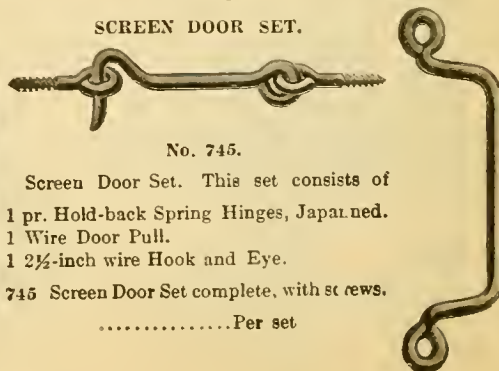 SCREEN DOOR SET.
No. 745.
Screen Door Set. This set consists of
1 pr. Hold-back Spring Hinges, Japanned.
1 Wire Door Pull.
1 2½-inch wire Hook and Eye.
745 Screen Door Set complete, with screws.
...............Per set